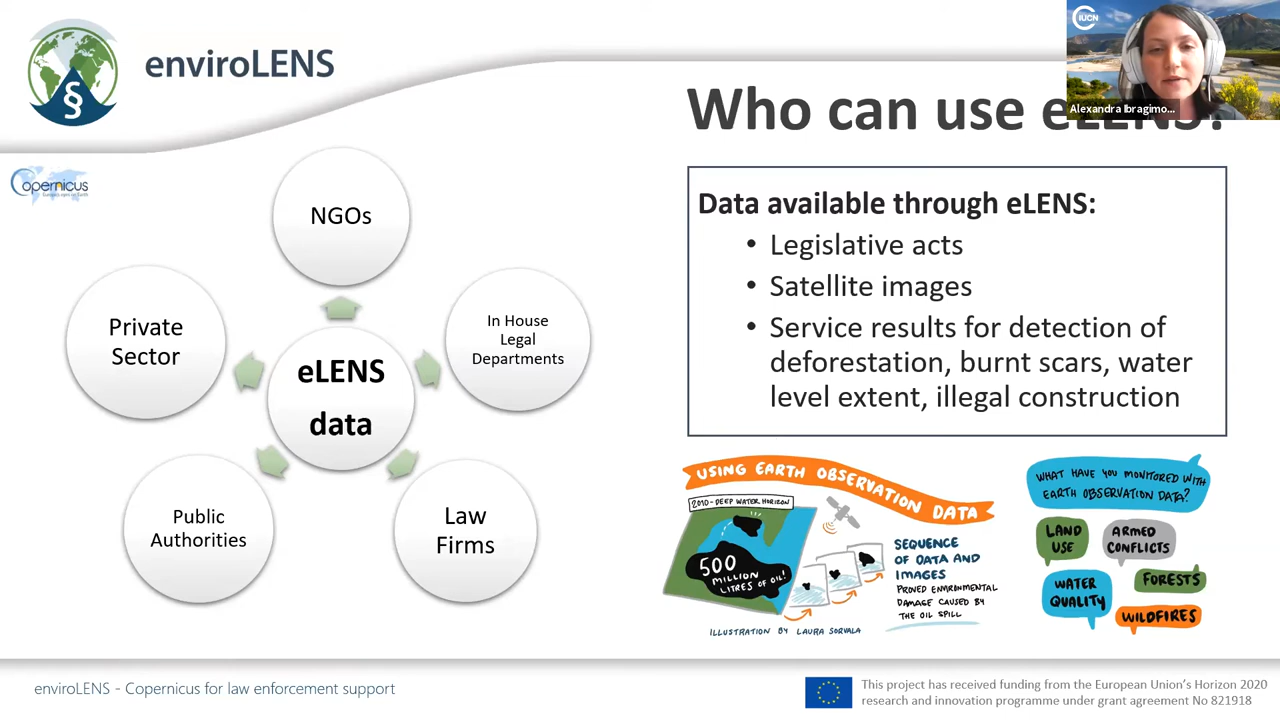 enviroLENS
§
Copernicus
Europe's eyes on Earth
IUCN
Alexandra Ibragimo...
Who can use eLENS?
NGOs
Private
Sector
In House
Legal
Departments
eLENS
data
Public
Authorities
Law
Firms
Data available through eLENS:
• Legislative acts
• Satellite images
• Service results for detection of
deforestation, burnt scars, water
level extent, illegal construction
USING EARTH OBSERVATION DATA
2010-DEEP WATER HORIZON
500
MILLION
LITRES OF OIL!
SEQUENCE
OF DATA AND
IMAGES
PROVED ENVIRONMENTAL
DAMAGE CAUSED BY
THE OIL SPILL
ILLUSTRATION BY LAURA SORVALA
WHAT HAVE YOU MONITORED WITH
EARTH OBSERVATION DATA?
LAND
USE
ARMED
CONFLICTS
WATER
QUALITY
FORESTS
WILDFIRES
enviroLENS - Copernicus for law enforcement support
This project has received funding from the European Union's Horizon 2020
research and innovation programme under grant agreement No 821918